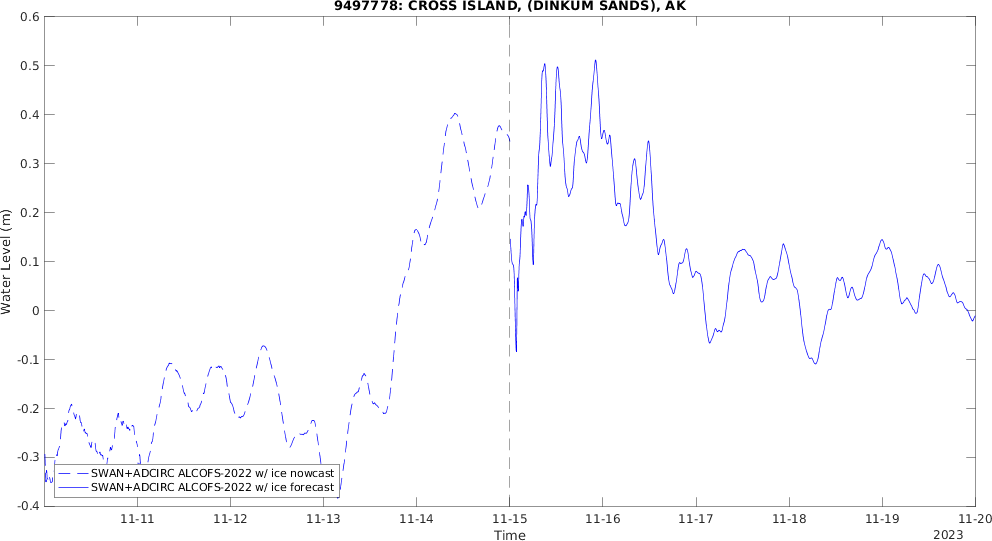 9497778: CROSS ISLAND, (DINKUM SANDS), AK
0.6
0.5
0.4
0.3
0.2
0.1
0
-0.1
-0.2
-0.3
-0.4
Water Level (m)
SWAN+ADCIRC ALCOFS-2022 w/ ice nowcast
SWAN+ADCIRC ALCOFS-2022 w/ ice forecast
11-11 11-12 11-13 11-14 11-15 11-16 11-17 11-18 11-19 11-20
Time
2023